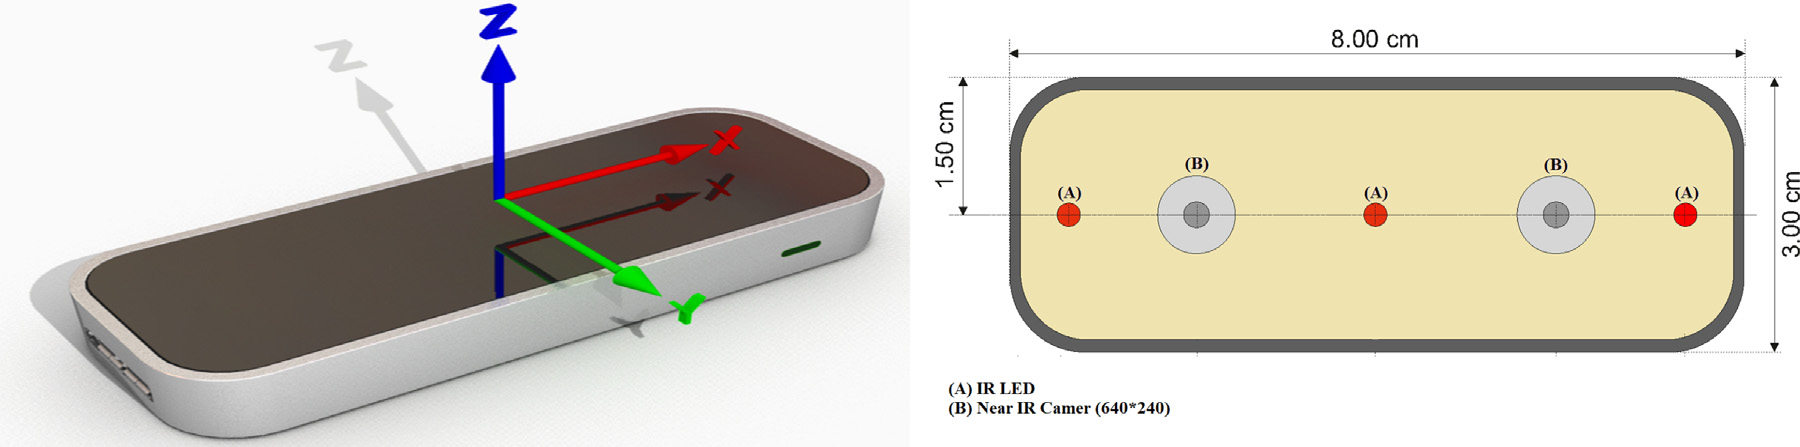 Z
Z
X
X
Y
Y
8.00 cm
1.50 cm
3.00 cm
(B)
(B)
(A)
(A)
(A)
(A) IR LED
(B) Near IR Camer (640*240)